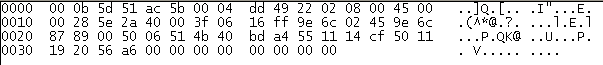 0000 00 0b 5d 51 ac 5b 00 04 dd 49 22 02 08 00 45 00 ..]Q.[.. .I"...E.
0010 00 28 5e 2a 40 00 3f 06 16 ff 9e 6c 02 45 9e 6c .(^*@.?. ...l.E.l
0020 87 89 00 50 06 51 4b 40 bd a4 55 11 14 cf 50 11 ...P.QK@ ..U...P.
0030 19 20 56 a6 00 00 00 00 00 00 00 00 . V..... ....